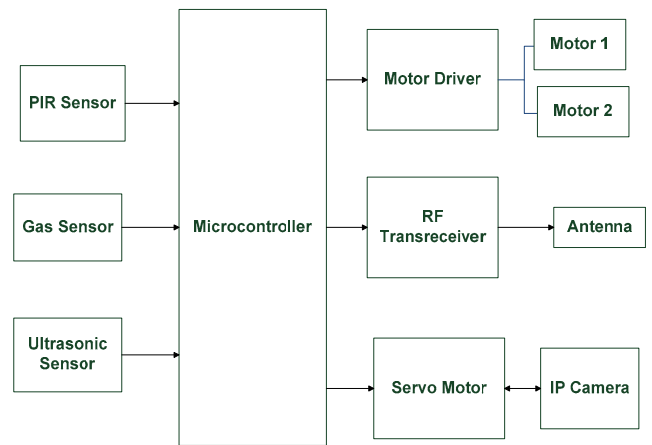 PIR Sensor
Gas Sensor
Ultrasonic
Sensor
Microcontroller
Motor Driver
Motor 1
Motor 2
RF
Transreceiver
Antenna
Servo Motor
IP Camera